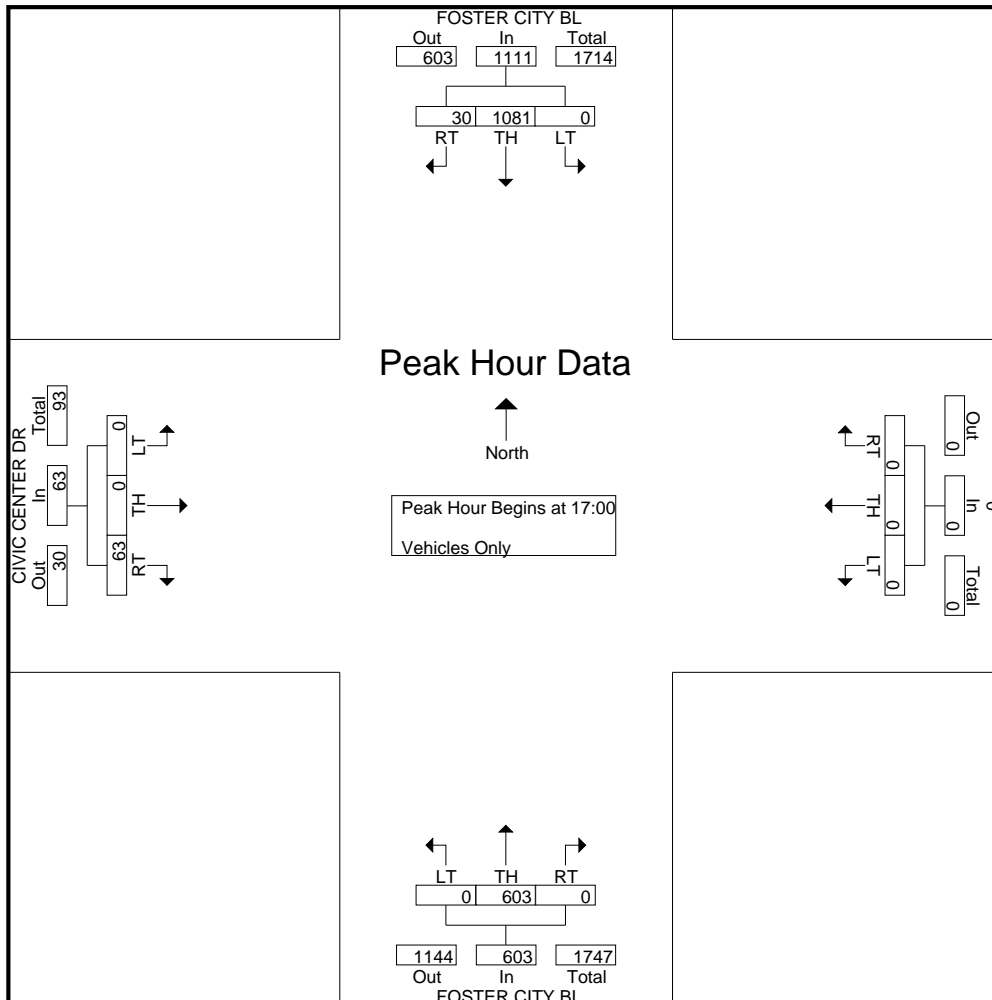 FOSTER CITY BL
Out In Total
603 1111 1714
30 1081 0
RT TH LT
Peak Hour Data
North
Peak Hour Begins at 17:00
Vehicles Only
CIVIC CENTER DR
Total In Out
93 63 30
0 0 63
LT TH RT
RT TH LT
0 0 0
Out In Total
0 0 0
LT TH RT
0 603 0
1144 603 1747
Out In Total
FOSTER CITY BL